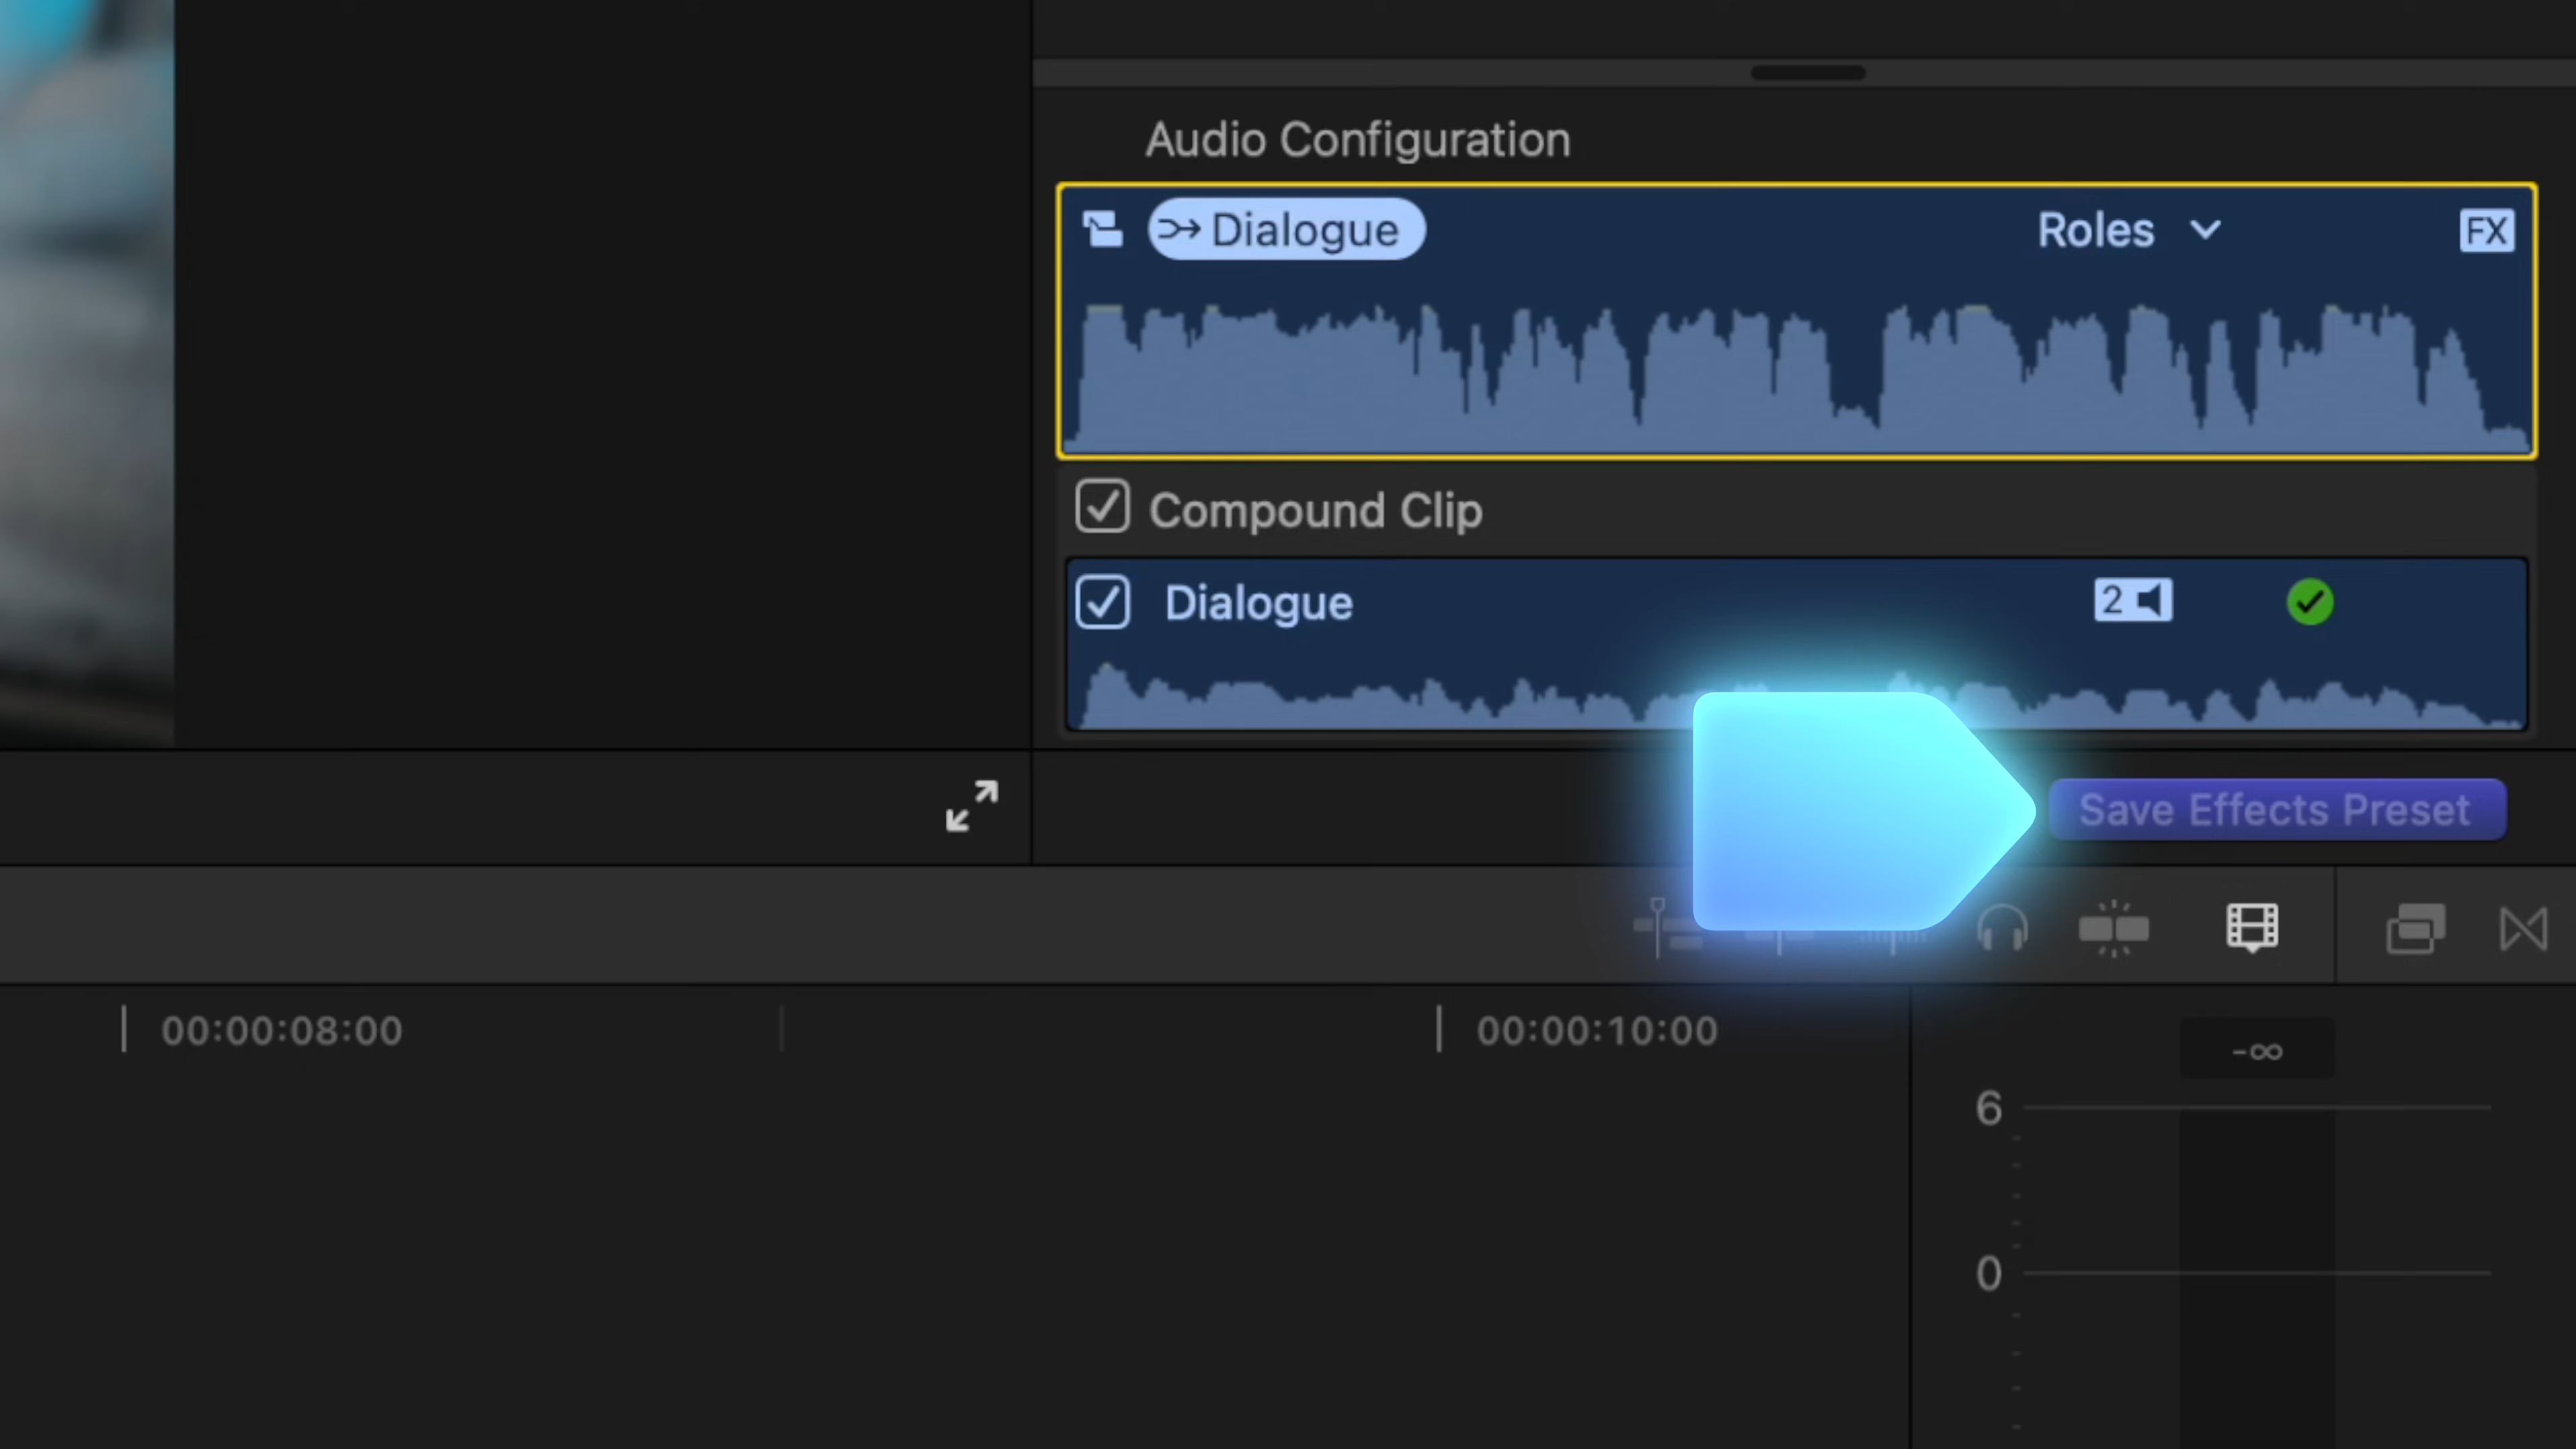 Audio Configuration
Dialogue
Roles
FX
Compound Clip
Dialogue
2
Save Effects Preset
00:00:08:00
00:00:10:00
-∞
6
0